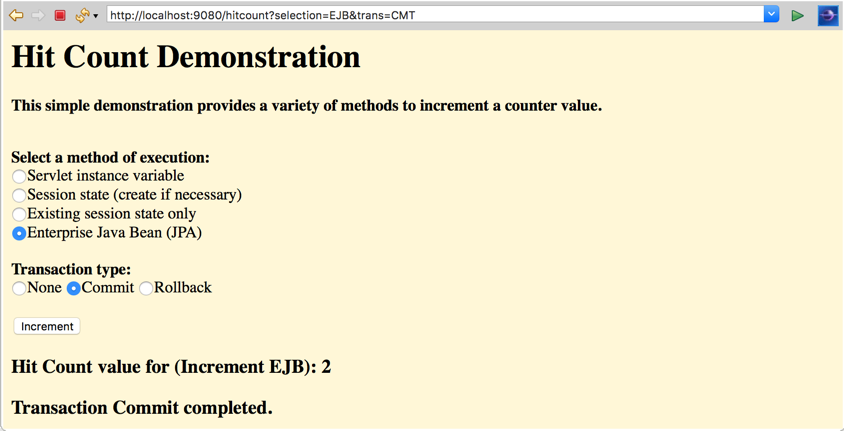 http://localhost:9080/hitcount?selection=EJB&trans=CMT
Hit Count Demonstration
This simple demonstration provides a variety of methods to increment a counter value.
Select a method of execution:
Servlet instance variable
Session state (create if necessary)
Existing session state only
Enterprise Java Bean (JPA)
Transaction type:
None Commit Rollback
Increment
Hit Count value for (Increment EJB): 2
Transaction Commit completed.